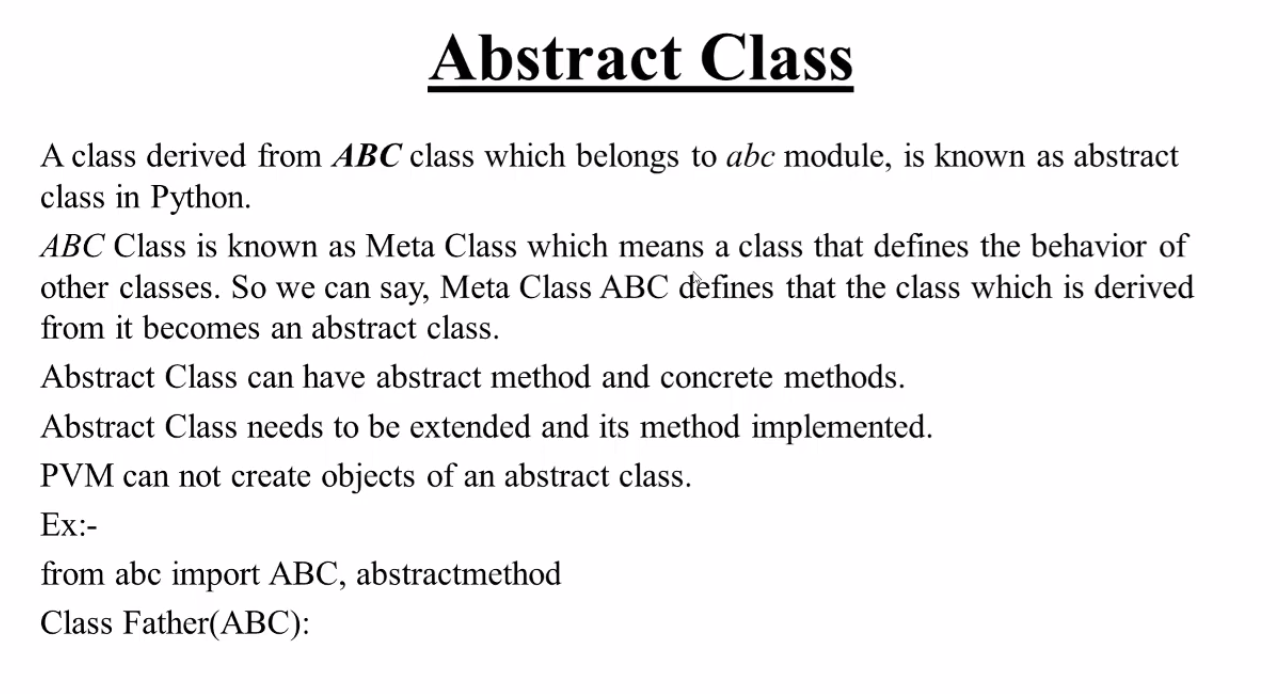 Abstract Class
A class derived from ABC class which belongs to abc module, is known as abstract
class in Python.
ABC Class is known as Meta Class which means a class that defines the behavior of
other classes. So we can say, Meta Class ABC defines that the class which is derived
from it becomes an abstract class.
Abstract Class can have abstract method and concrete methods.
Abstract Class needs to be extended and its method implemented.
PVM can not create objects of an abstract class.
Ex:-
from abc import ABC, abstractmethod
Class Father(ABC):